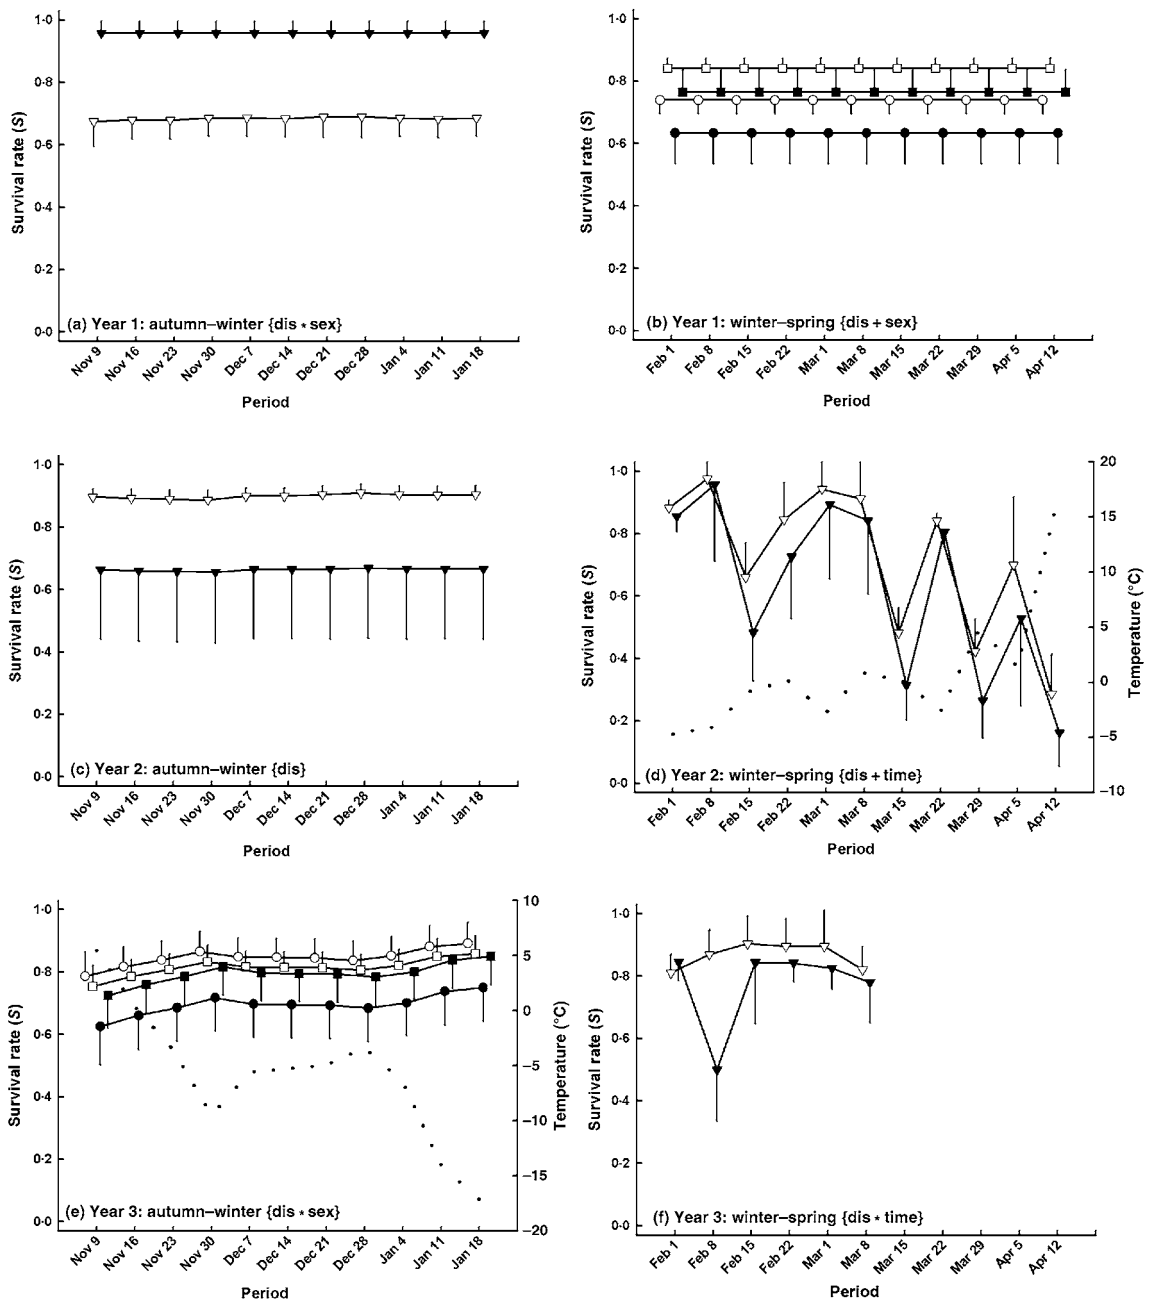 1·0
0·8
0·6
0·4
0·2
0·0
Survival rate (S)
(a) Year 1: autumn–winter {dis * sex}
Nov 9
Nov 16
Nov 23
Nov 30
Dec 7
Dec 14
Dec 21
Dec 28
Jan 4
Jan 11
Jan 18
Period
1·0
0·8
0·6
0·4
0·2
0·0
Survival rate (S)
(b) Year 1: winter–spring {dis + sex}
Feb 1
Feb 8
Feb 15
Feb 22
Mar 1
Mar 8
Mar 15
Mar 22
Mar 29
Apr 5
Apr 12
Period
1·0
0·8
0·6
0·4
0·2
0·0
Survival rate (S)
(c) Year 2: autumn–winter {dis}
Nov 9
Nov 16
Nov 23
Nov 30
Dec 7
Dec 14
Dec 21
Dec 28
Jan 4
Jan 11
Jan 18
Period
1·0
0·8
0·6
0·4
0·2
0·0
Survival rate (S)
20
15
10
5
0
–5
–10
Temperature (°C)
(d) Year 2: winter–spring {dis + time}
Feb 1
Feb 8
Feb 15
Feb 22
Mar 1
Mar 8
Mar 15
Mar 22
Mar 29
Apr 5
Apr 12
Period
1·0
0·8
0·6
0·4
0·2
0·0
Survival rate (S)
10
5
0
–5
–10
–15
–20
Temperature (°C)
(e) Year 3: autumn–winter {dis * sex}
Nov 9
Nov 16
Nov 23
Nov 30
Dec 7
Dec 14
Dec 21
Dec 28
Jan 4
Jan 11
Jan 18
Period
1·0
0·8
0·6
0·4
0·2
0·0
Survival rate (S)
(f) Year 3: winter–spring {dis * time}
Feb 1
Feb 8
Feb 15
Feb 22
Mar 1
Mar 8
Mar 15
Mar 22
Mar 29
Apr 5
Apr 12
Period